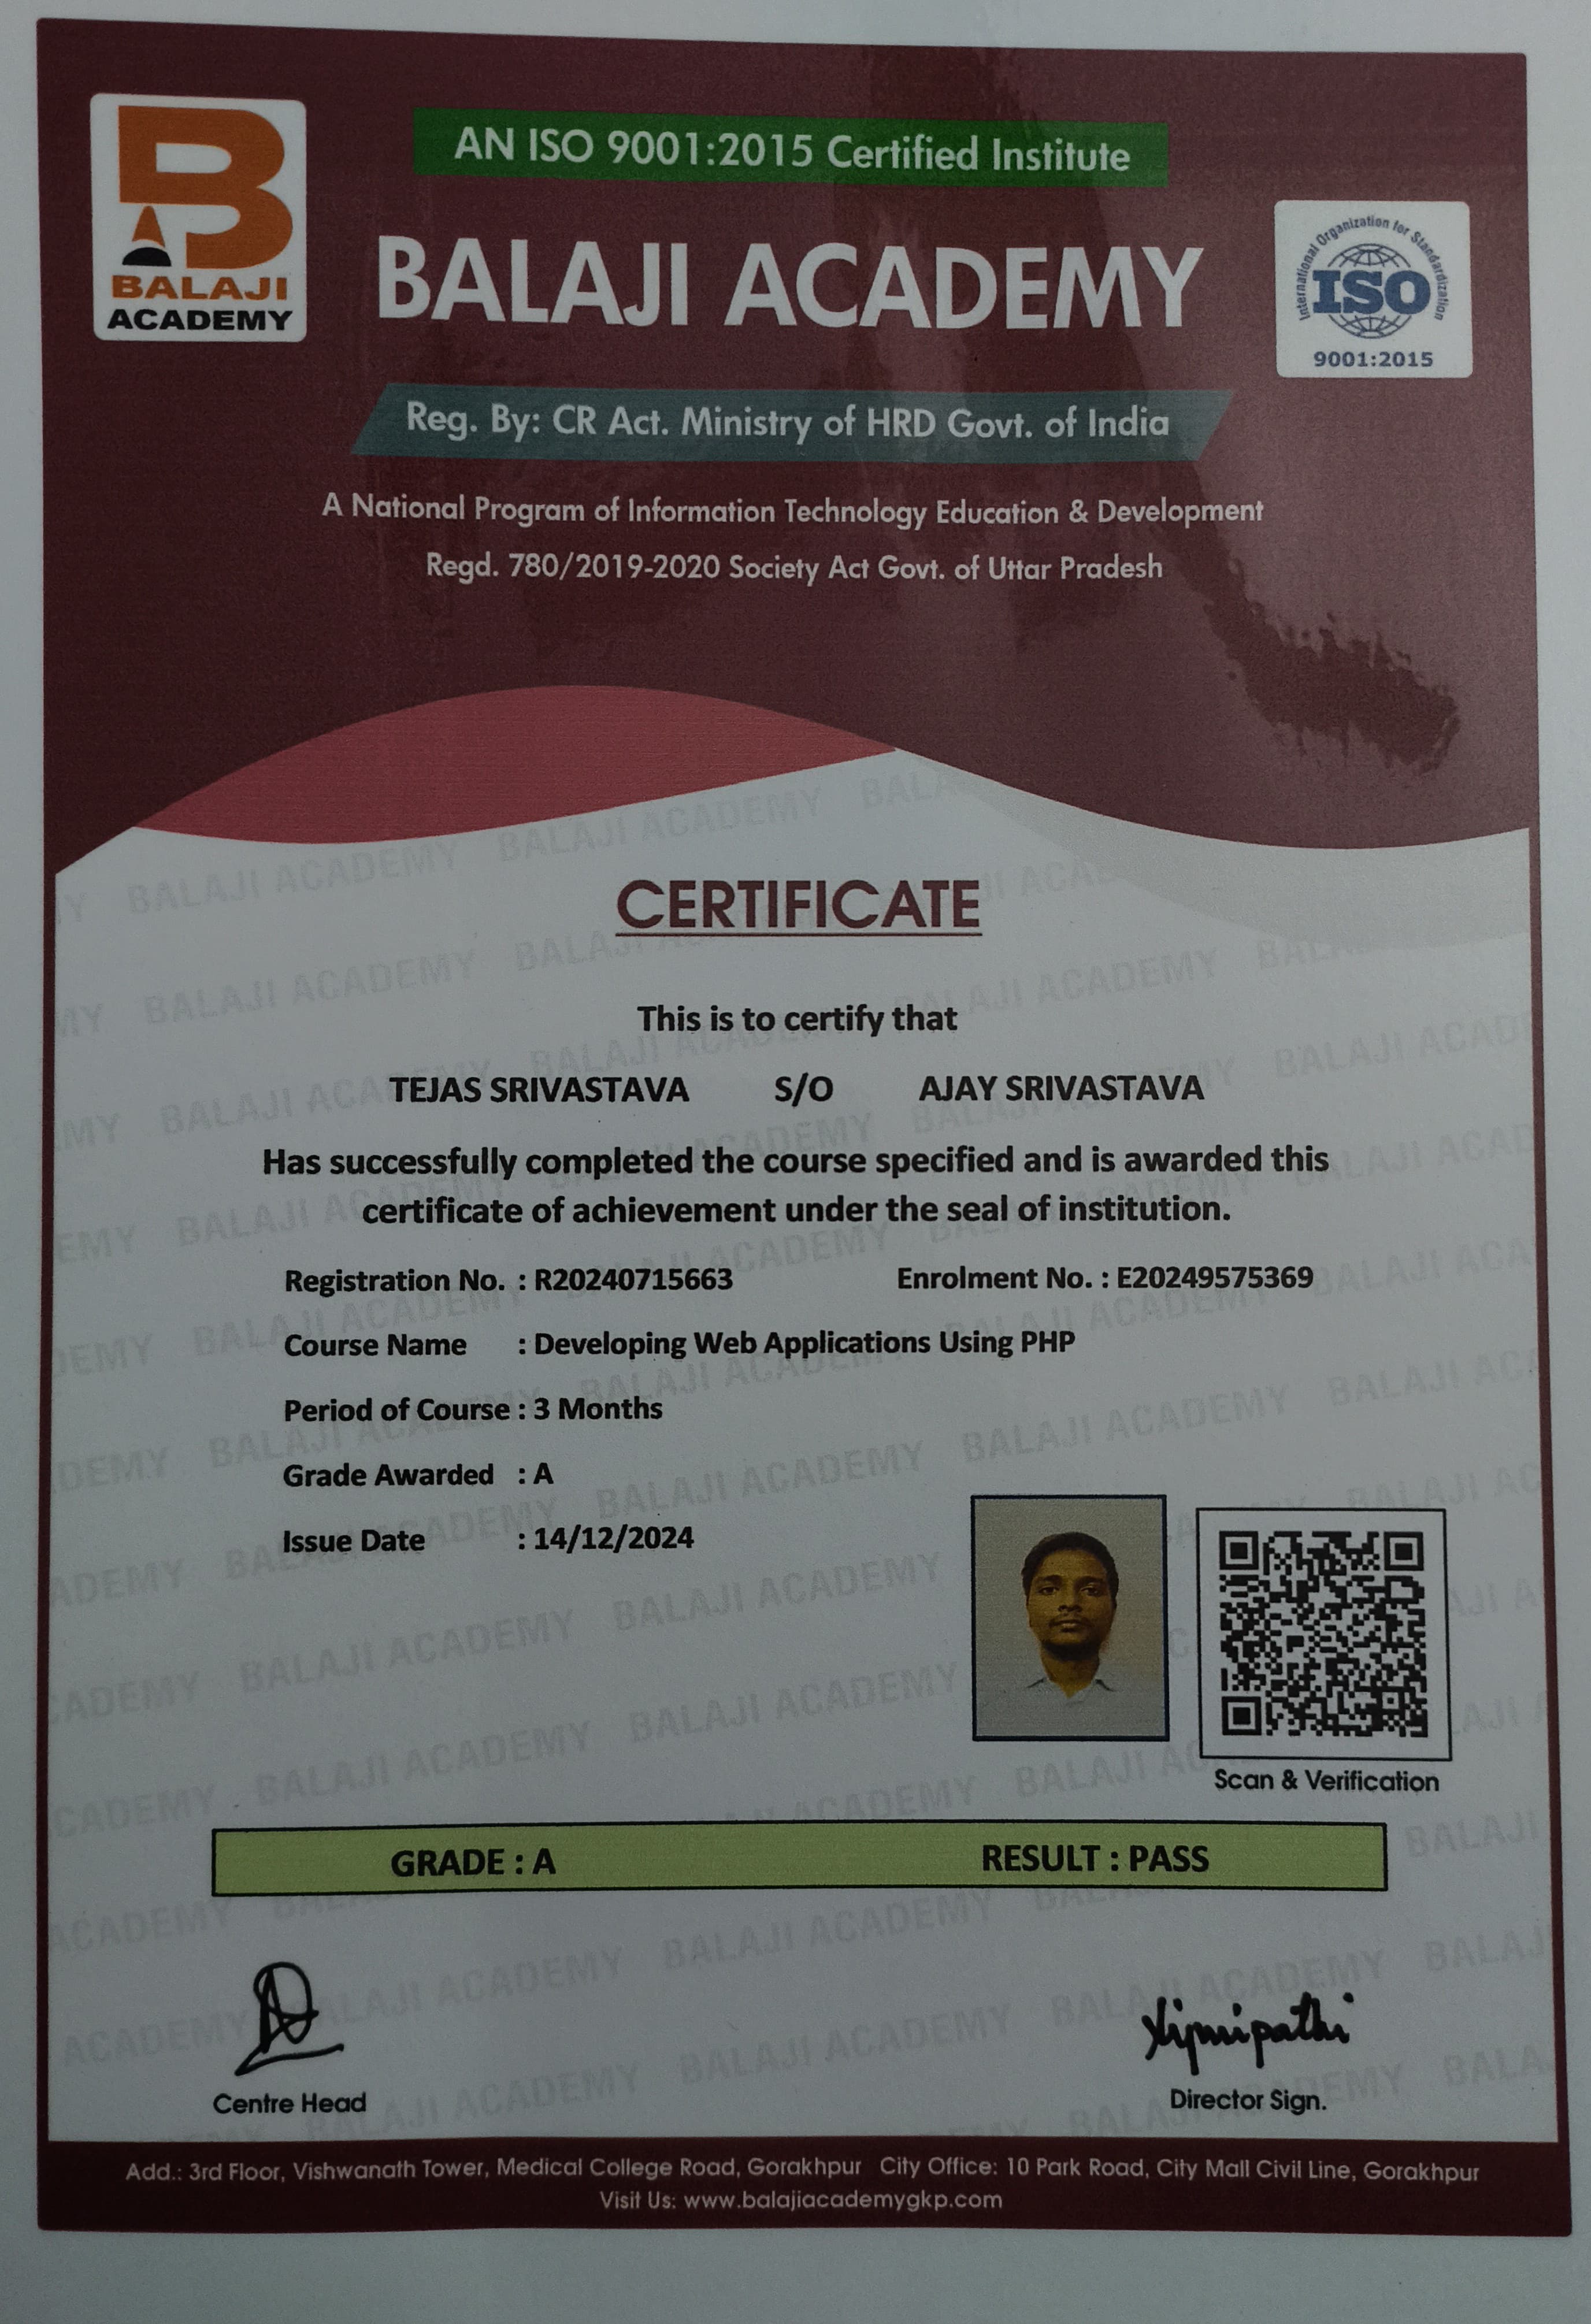 AN ISO 9001:2015 Certified Institute
B
BALAJI
ACADEMY
BALAJI ACADEMY
International Organization for Standardization
ISO
9001:2015
Reg. By: CR Act. Ministry of HRD Govt. of India
A National Program of Information Technology Education & Development
Regd. 780/2019-2020 Society Act Govt. of Uttar Pradesh
CERTIFICATE
This is to certify that
TEJAS SRIVASTAVA S/O AJAY SRIVASTAVA
Has successfully completed the course specified and is awarded this
certificate of achievement under the seal of institution.
Registration No. : R20240715663 Enrolment No. : E20249575369
Course Name : Developing Web Applications Using PHP
Period of Course : 3 Months
Grade Awarded : A
Issue Date : 14/12/2024
Scan & Verification
GRADE : A RESULT : PASS
Centre Head Director Sign.
Add.: 3rd Floor, Vishwanath Tower, Medical College Road, Gorakhpur City Office: 10 Park Road, City Mall Civil Line, Gorakhpur
Visit Us: www.balajiacademygkp.com